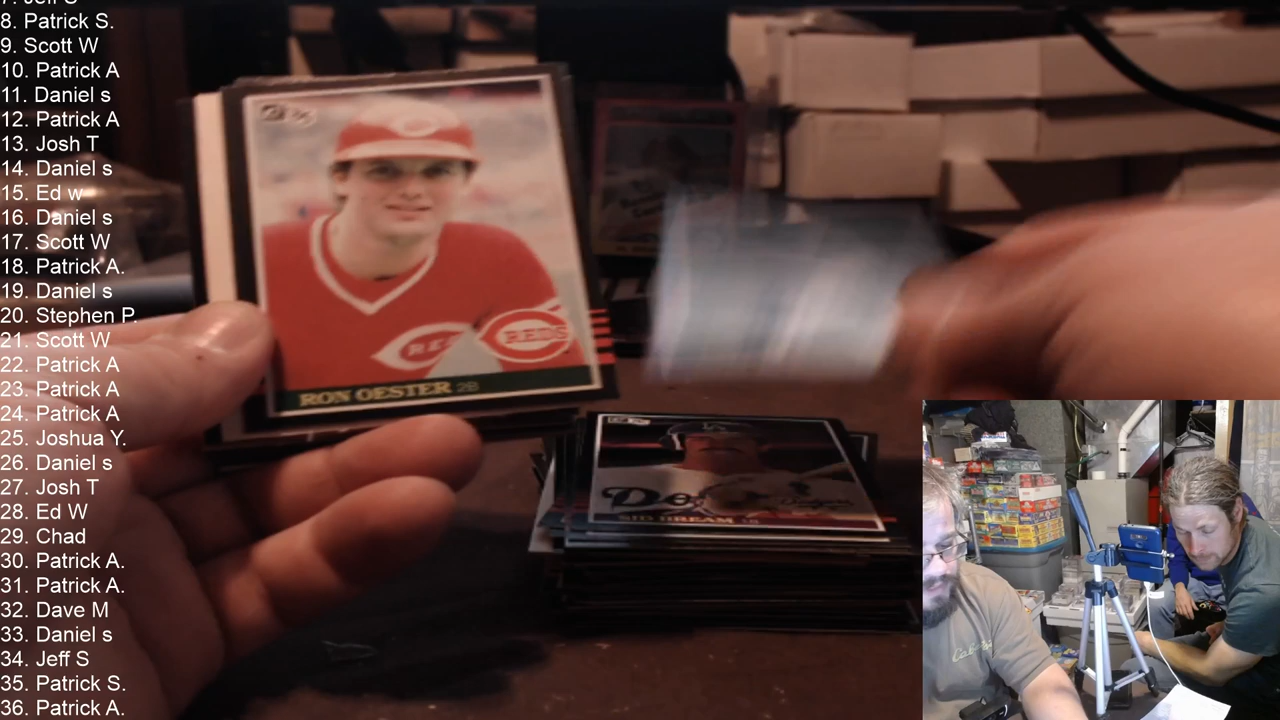 7. Jeff S
8. Patrick S.
9. Scott W
10. Patrick A
11. Daniel s
12. Patrick A
13. Josh T
14. Daniel s
15. Ed w
16. Daniel s
17. Scott W
18. Patrick A.
19. Daniel s
20. Stephen P.
21. Scott W
22. Patrick A
23. Patrick A
24. Patrick A
25. Joshua Y.
26. Daniel s
27. Josh T
28. Ed W
29. Chad
30. Patrick A.
31. Patrick A.
32. Dave M
33. Daniel s
34. Jeff S
35. Patrick S.
36. Patrick A.
REDS
RON OESTER 2B
Dodgers
SID BREAM 1B